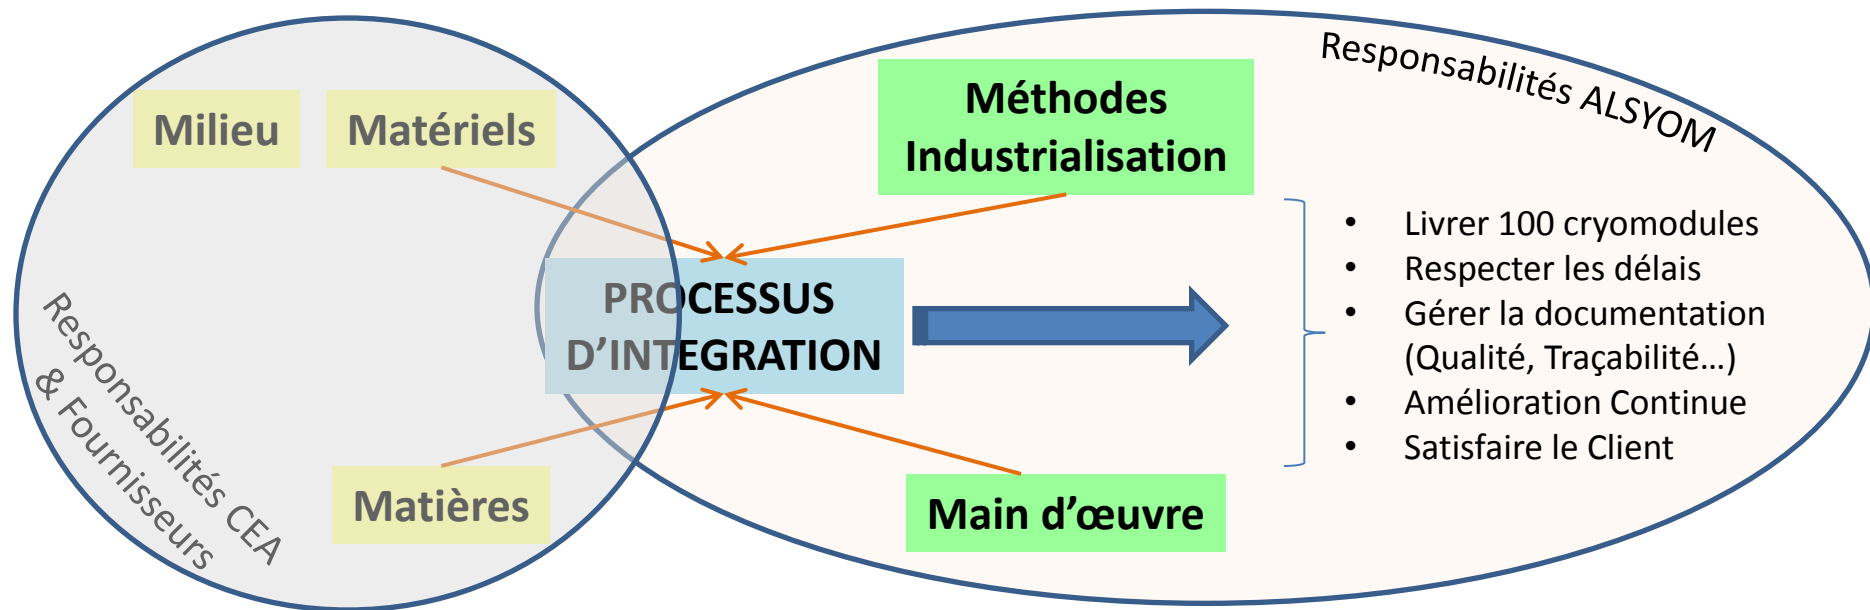 Responsabilités CEA
& Fournisseurs
Milieu
Matériels
Matières
PROCESSUS
D’INTEGRATION
Méthodes
Industrialisation
Main d’œuvre
Responsabilités ALSYOM
• Livrer 100 cryomodules
• Respecter les délais
• Gérer la documentation
(Qualité, Traçabilité…)
• Amélioration Continue
• Satisfaire le Client